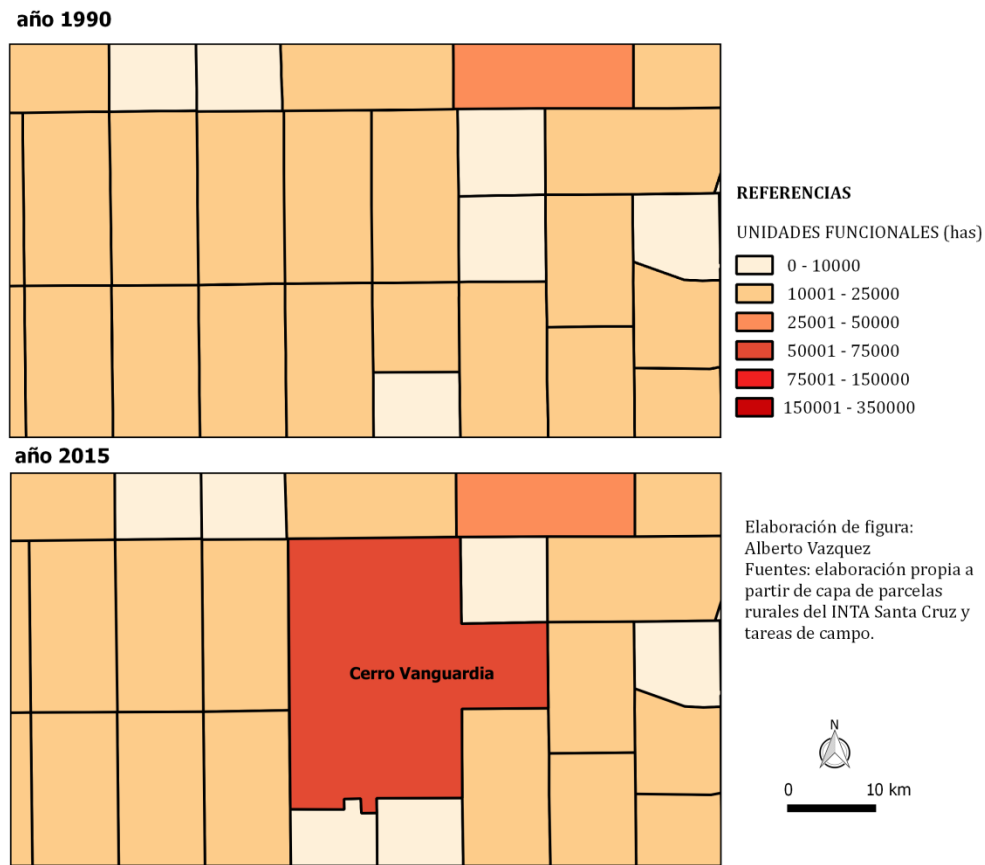 año 1990
REFERENCIAS
UNIDADES FUNCIONALES (has)
0 - 10000
10001 - 25000
25001 - 50000
50001 - 75000
75001 - 150000
150001 - 350000
año 2015
Cerro Vanguardia
Elaboración de figura:
Alberto Vazquez
Fuentes: elaboración propia a
partir de capa de parcelas
rurales del INTA Santa Cruz y
tareas de campo.
N
0 10 km